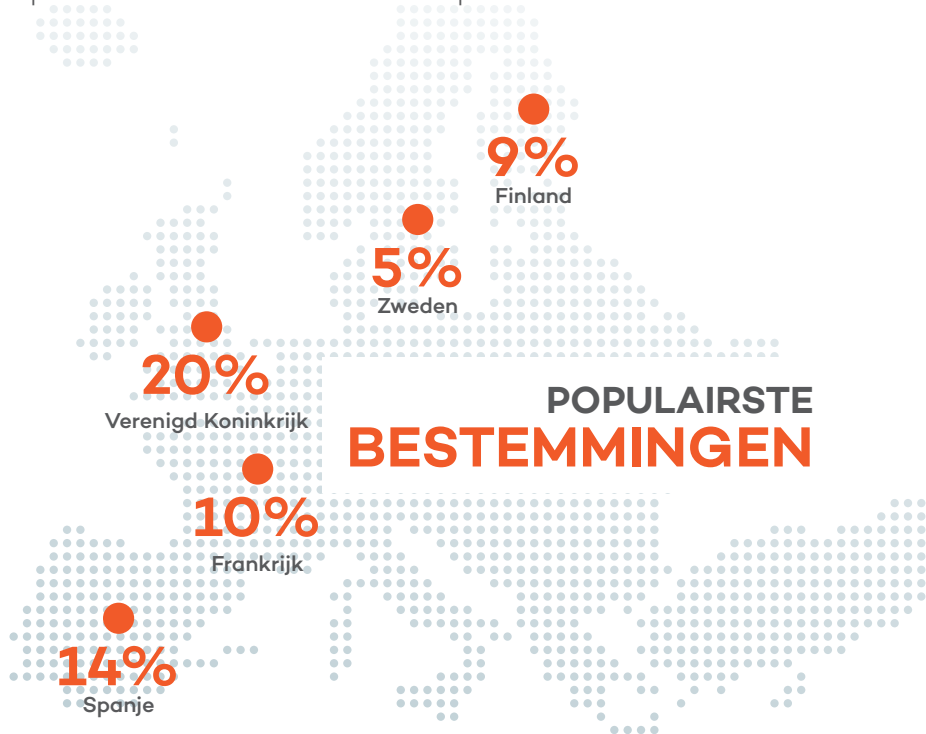 9%
Finland
5%
Zweden
20%
Verenigd Koninkrijk
POPULAIRSTE
BESTEMMINGEN
10%
Frankrijk
14%
Spanje